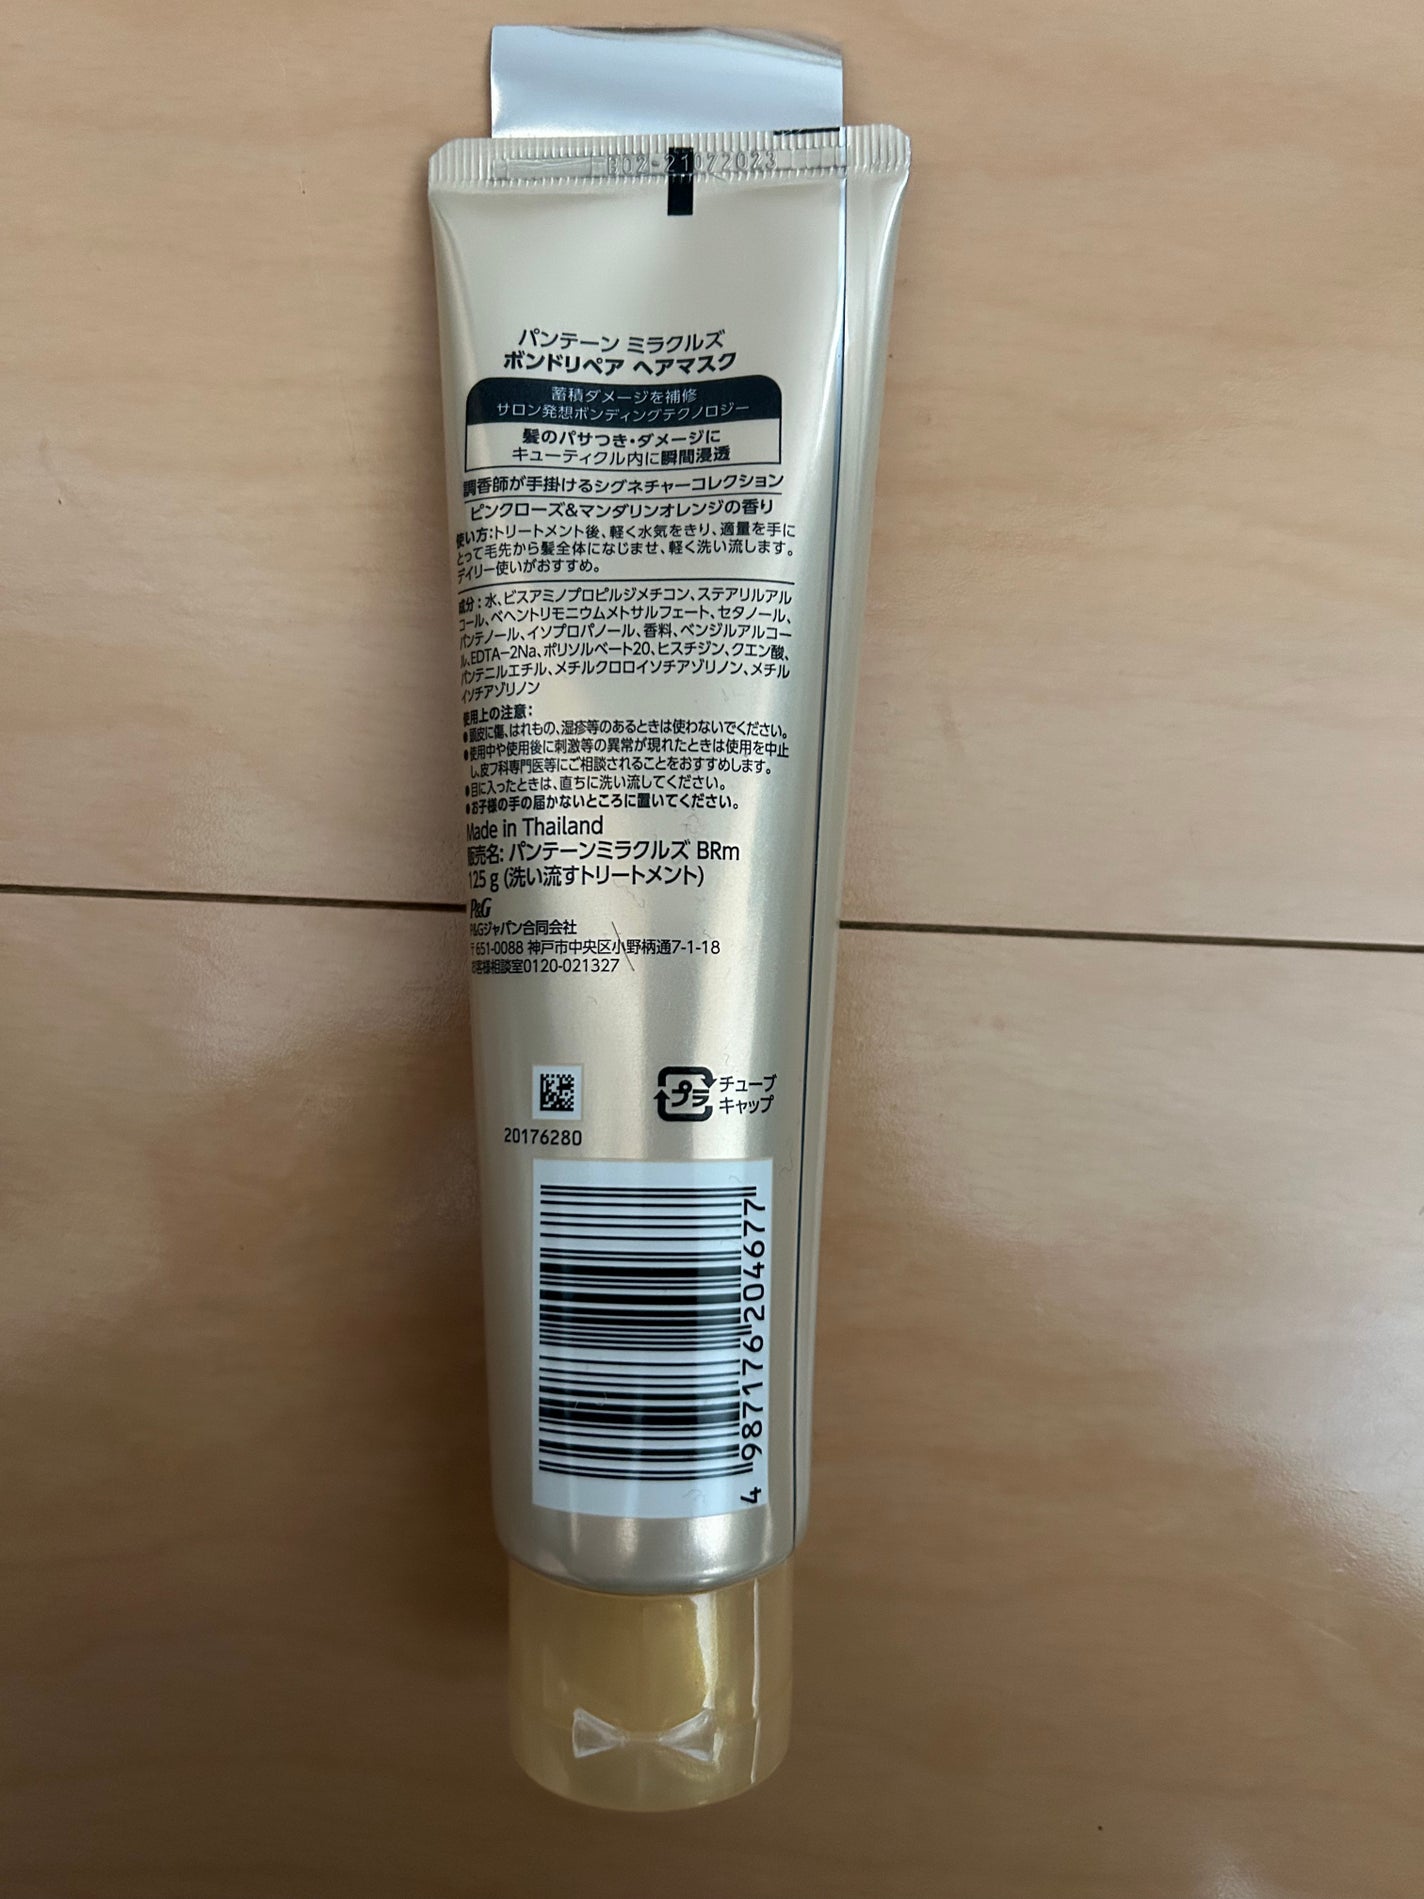 B02-21072023
パンテーン ミラクルズ
ボンドリペア ヘアマスク
蓄積ダメージを補修
サロン発想ボンディングテクノロジー
髪のパサつき・ダメージに
キューティクル内に瞬間浸透
調香師が手掛けるシグネチャーコレクション
ピンクローズ&マンダリンオレンジの香り
使い方:トリートメント後、軽く水気をきり、適量を手に
とって毛先から髪全体になじませ、軽く洗い流します。
デイリー使いがおすすめ。
成分:水、ビスアミノプロピルジメチコン、ステアリルアル
コール、ベヘントリモニウムメトサルフェート、セタノール、
パンテノール、イソプロパノール、香料、ベンジルアルコー
ル、EDTA-2Na、ポリソルベート20、ヒスチジン、クエン酸、
パンテニルエチル、メチルクロロイソチアゾリノン、メチル
イソチアゾリノン
使用上の注意:
●頭皮に傷、はれもの、湿疹等のあるときは使わないでください。
●使用中や使用後に刺激等の異常が現れたときは使用を中止
し、皮フ科専門医等にご相談されることをおすすめします。
●目に入ったときは、直ちに洗い流してください。
●お子様の手の届かないところに置いてください。
Made in Thailand
販売名: パンテーンミラクルズ BRm
125 g (洗い流すトリートメント)
P&G
P&Gジャパン合同会社
〒651-0088 神戸市中央区小野柄通7-1-18
お客様相談室0120-021327
プラ
チューブ
キャップ
20176280
4 987176 204677